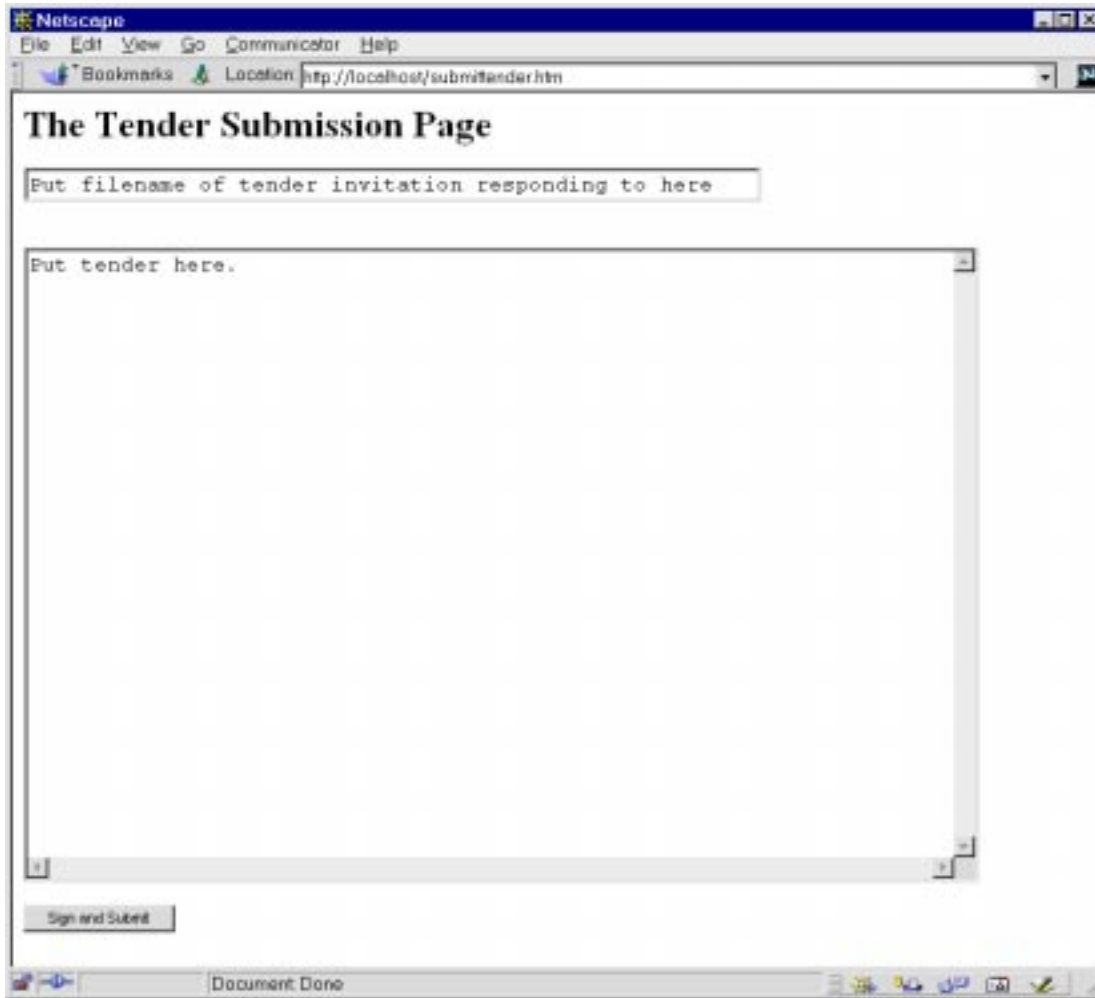 Netscape
File Edit View Go Communicator Help
Bookmarks Location http://localhost/submittender.htm
The Tender Submission Page
Put filename of tender invitation responding to here
Put tender here.
Sign and Submit
Document Done